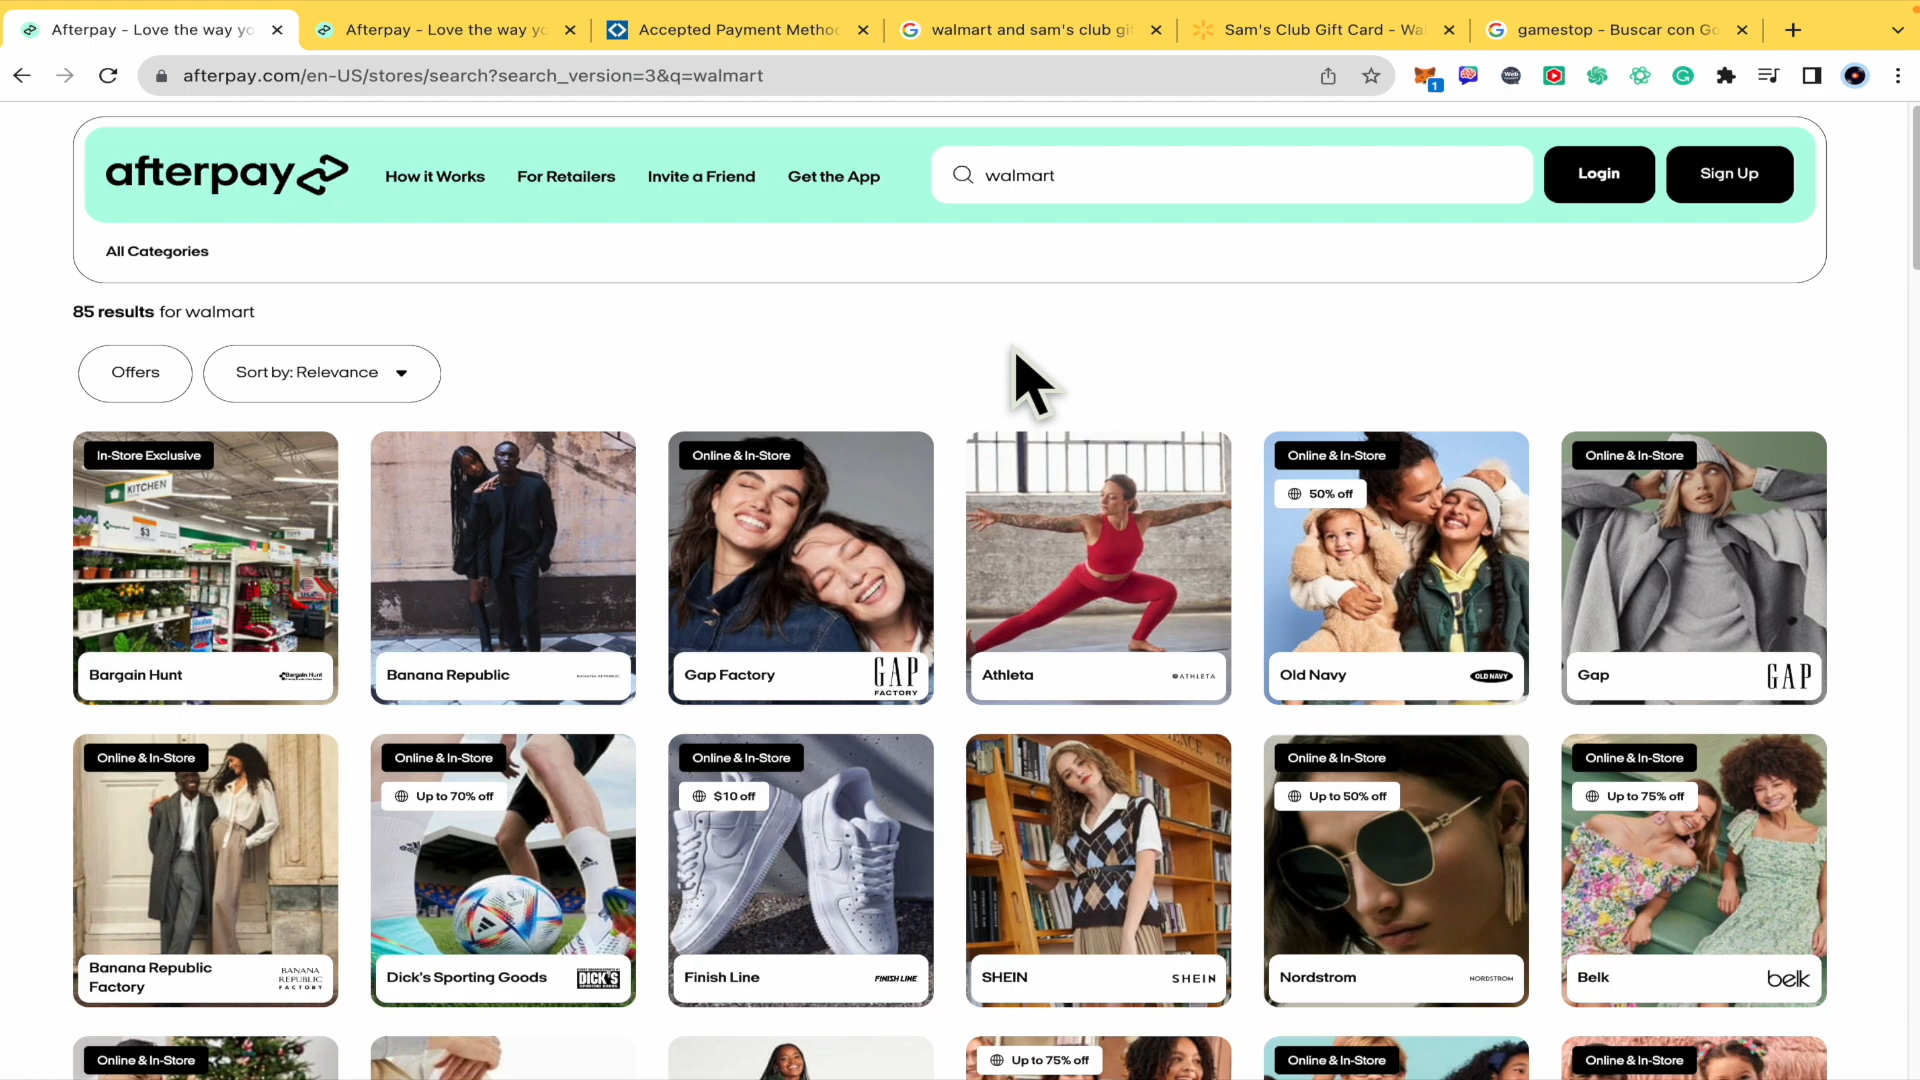 Afterpay - Love the way yo
Afterpay - Love the way yo
Accepted Payment Metho
walmart and sam's club gi
Sam's Club Gift Card - Wa
gamestop - Buscar con Go
afterpay.com/en-US/stores/search?search_version=3&q=walmart
1
afterpay
How it Works
For Retailers
Invite a Friend
Get the App
walmart
Login
Sign Up
All Categories
85 results for walmart
Offers
Sort by: Relevance
In-Store Exclusive
KITCHEN
$3
Bargain Hunt
Bargain Hunt
Banana Republic
BANANA REPUBLIC
Online & In-Store
Gap Factory
GAP
FACTORY
Athleta
ATHLETA
Online & In-Store
50% off
Old Navy
OLD NAVY
Online & In-Store
Gap
GAP
Online & In-Store
Banana Republic
Factory
BANANA
REPUBLIC
FACTORY
Online & In-Store
Up to 70% off
Dick's Sporting Goods
DICK'S
Online & In-Store
$10 off
Finish Line
FINISH LINE
SHEIN
SHEIN
Online & In-Store
Up to 50% off
Nordstrom
NORDSTROM
Online & In-Store
Up to 75% off
Belk
belk
Online & In-Store
Up to 75% off
Online & In-Store
Online & In-Store